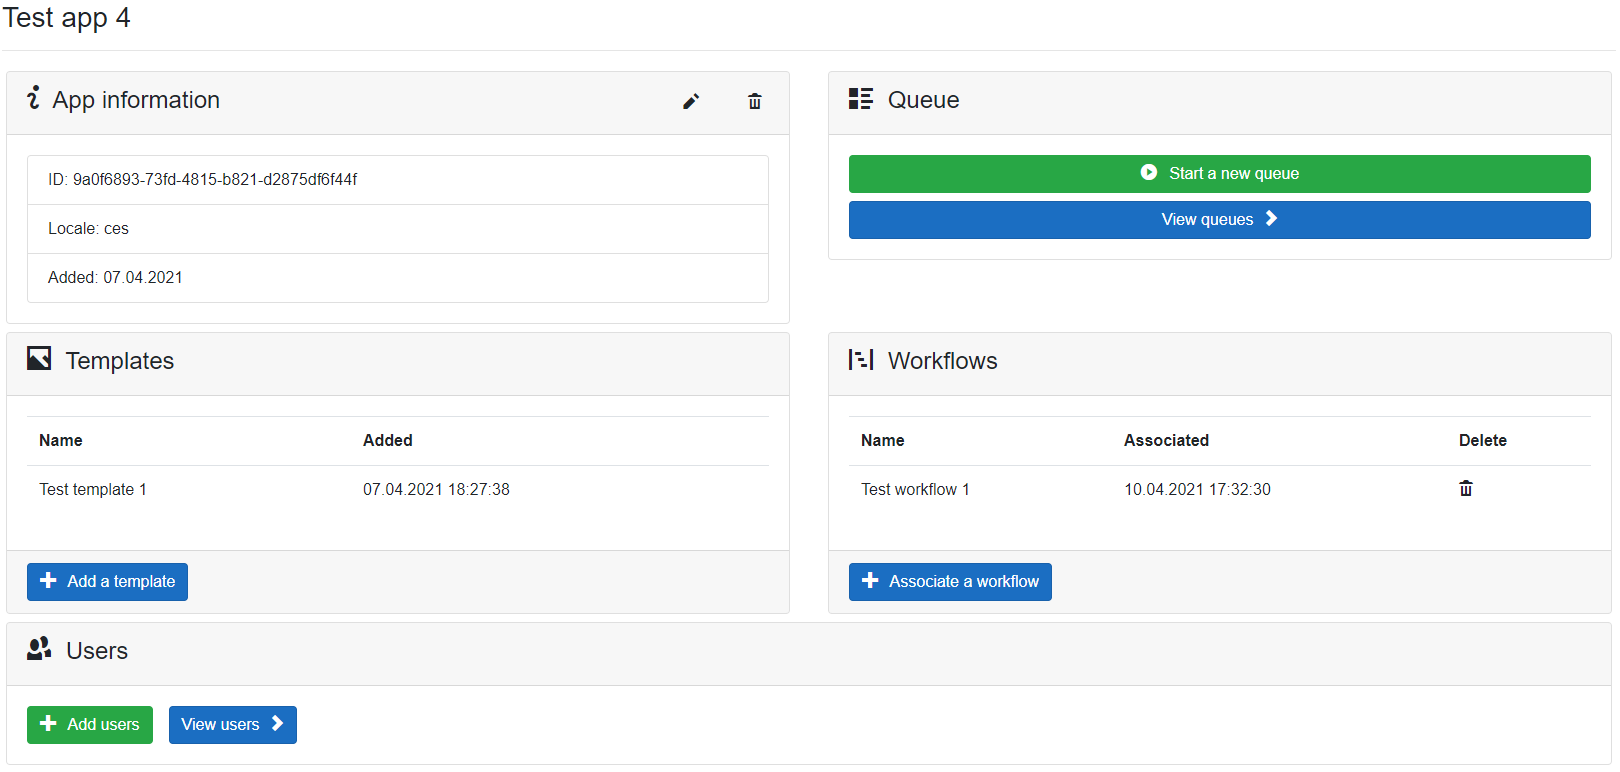 Test app 4
App information
ID: 9a0f6893-73fd-4815-b821-d2875df6f44f
Locale: ces
Added: 07.04.2021
Queue
Start a new queue
View queues
Templates
Name Added
Test template 1 07.04.2021 18:27:38
Add a template
Workflows
Name Associated Delete
Test workflow 1 10.04.2021 17:32:30
Associate a workflow
Users
Add users View users